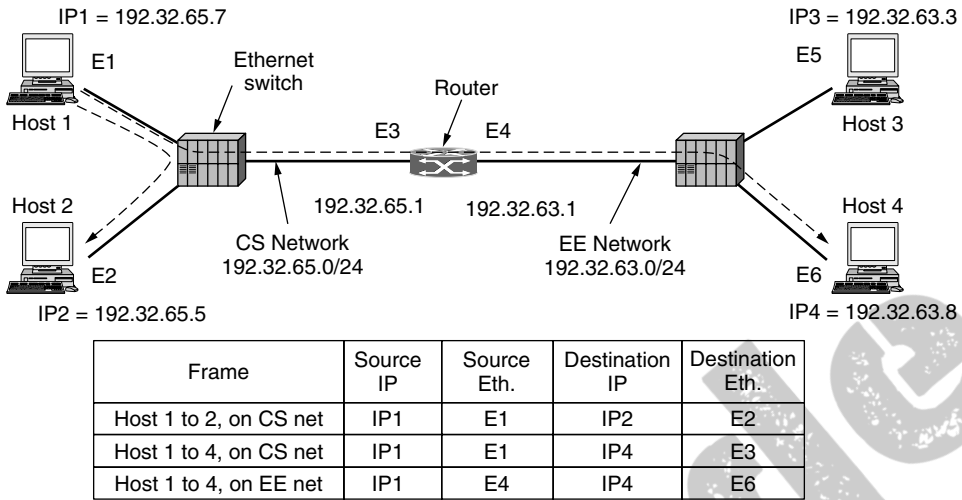 IP1 = 192.32.65.7
IP3 = 192.32.63.3
E1
Ethernet
switch
Router
E5
Host 1
E3
E4
Host 3
Host 2
192.32.65.1
192.32.63.1
Host 4
CS Network
192.32.65.0/24
EE Network
192.32.63.0/24
E2
E6
IP2 = 192.32.65.5
IP4 = 192.32.63.8
Frame Source IP Source Eth. Destination IP Destination Eth.
Host 1 to 2, on CS net IP1 E1 IP2 E2
Host 1 to 4, on CS net IP1 E1 IP4 E3
Host 1 to 4, on EE net IP1 E4 IP4 E6